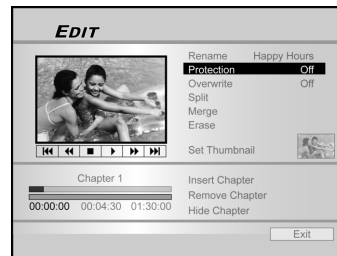 EDIT
Rename Happy Hours
Protection Off
Overwrite Off
Split
Merge
Erase
Set Thumbnail
Chapter 1
00:00:00 00:04:30 01:30:00
Insert Chapter
Remove Chapter
Hide Chapter
Exit